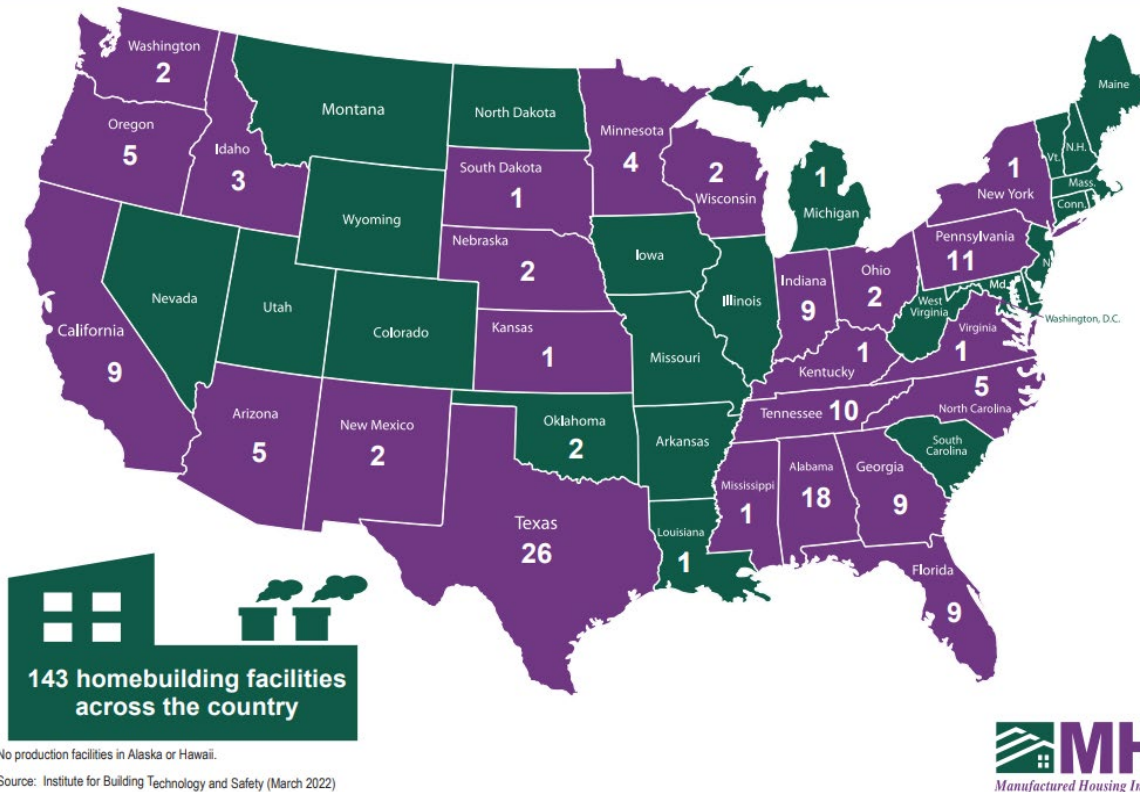 Washington
2
Oregon
5
Idaho
3
Montana
North Dakota
Minnesota
4
South Dakota
1
Wyoming
Nebraska
2
Wisconsin
2
Michigan
1
Maine
Vt.
N.H.
Mass.
Conn.
New York
1
Pennsylvania
11
N
Md.
Washington, D.C.
West
Virginia
Virginia
1
Ohio
2
Indiana
9
Illinois
Iowa
Nevada
Utah
Colorado
Kansas
1
Missouri
Kentucky
1
California
9
Arizona
5
New Mexico
2
Oklahoma
2
Arkansas
Tennessee 10
North Carolina
5
South
Carolina
Mississippi
1
Alabama
18
Georgia
9
Texas
26
Louisiana
1
Florida
9
143 homebuilding facilities
across the country
No production facilities in Alaska or Hawaii.
Source: Institute for Building Technology and Safety (March 2022)
MH
Manufactured Housing In